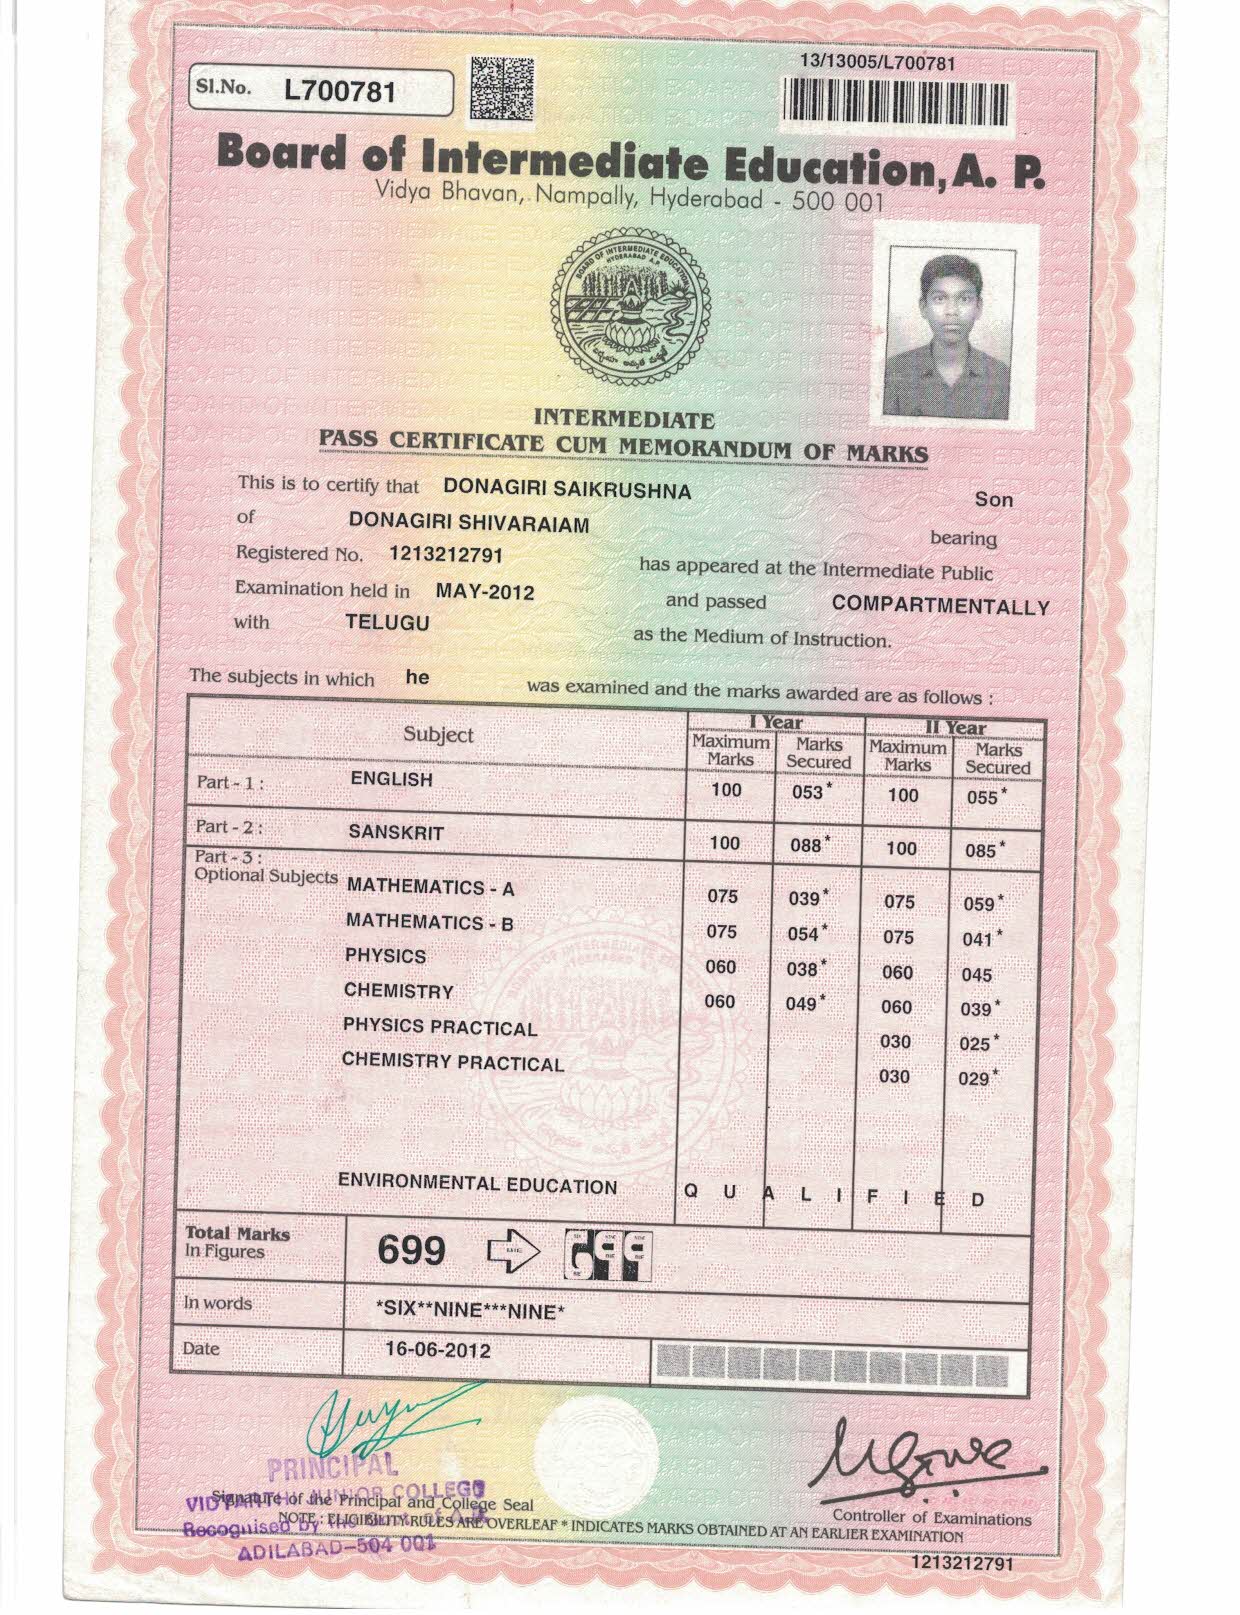 13/13005/L700781
Sl.No. L700781
Board of Intermediate Education, A. P.
Vidya Bhavan, Nampally, Hyderabad - 500 001
BOARD OF INTERMEDIATE EDUCATION
HYDERABAD A.P.
INTERMEDIATE
PASS CERTIFICATE CUM MEMORANDUM OF MARKS
This is to certify that DONAGIRI SAIKRUSHNA Son
of DONAGIRI SHIVARAIAM bearing
Registered No. 1213212791 has appeared at the Intermediate Public
Examination held in MAY-2012 and passed COMPARTMENTALLY
with TELUGU as the Medium of Instruction.
The subjects in which he was examined and the marks awarded are as follows :
Subject I Year II Year
Maximum Marks Marks Secured Maximum Marks Marks Secured
Part - 1 : ENGLISH 100 053* 100 055*
Part - 2 : SANSKRIT 100 088* 100 085*
Part - 3 :
Optional Subjects MATHEMATICS - A 075 039* 075 059*
MATHEMATICS - B 075 054* 075 041*
PHYSICS 060 038* 060 045
CHEMISTRY 060 049* 060 039*
PHYSICS PRACTICAL 030 025*
CHEMISTRY PRACTICAL 030 029*
ENVIRONMENTAL EDUCATION Q U A L I F I E D
Total Marks
In Figures 699 699
In words *SIX**NINE***NINE*
Date 16-06-2012
PRINCIPAL
VIDYARTHI JUNIOR COLLEGE
Signature of the Principal and College Seal
Controller of Examinations
NOTE : ELIGIBILITY RULES ARE OVERLEAF * INDICATES MARKS OBTAINED AT AN EARLIER EXAMINATION
Recognised by the
ADILABAD-504 001
1213212791